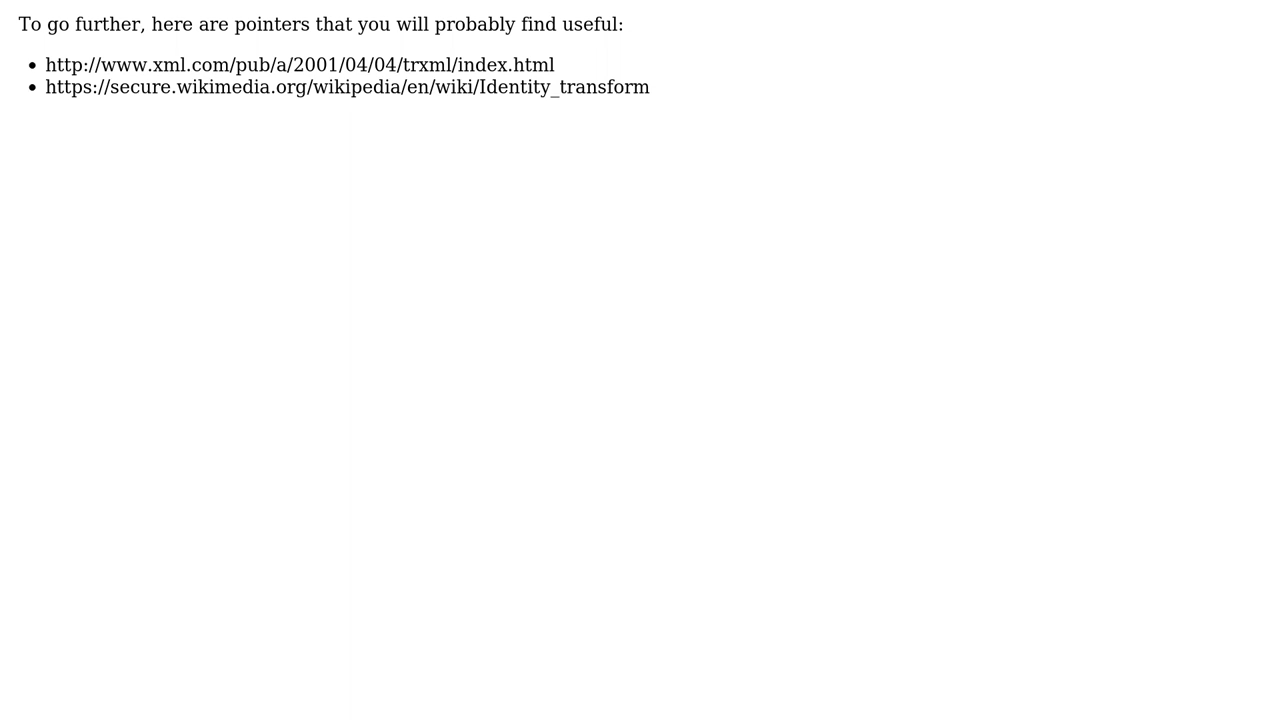 To go further, here are pointers that you will probably find useful:
• http://www.xml.com/pub/a/2001/04/04/trxml/index.html
• https://secure.wikimedia.org/wikipedia/en/wiki/Identity_transform